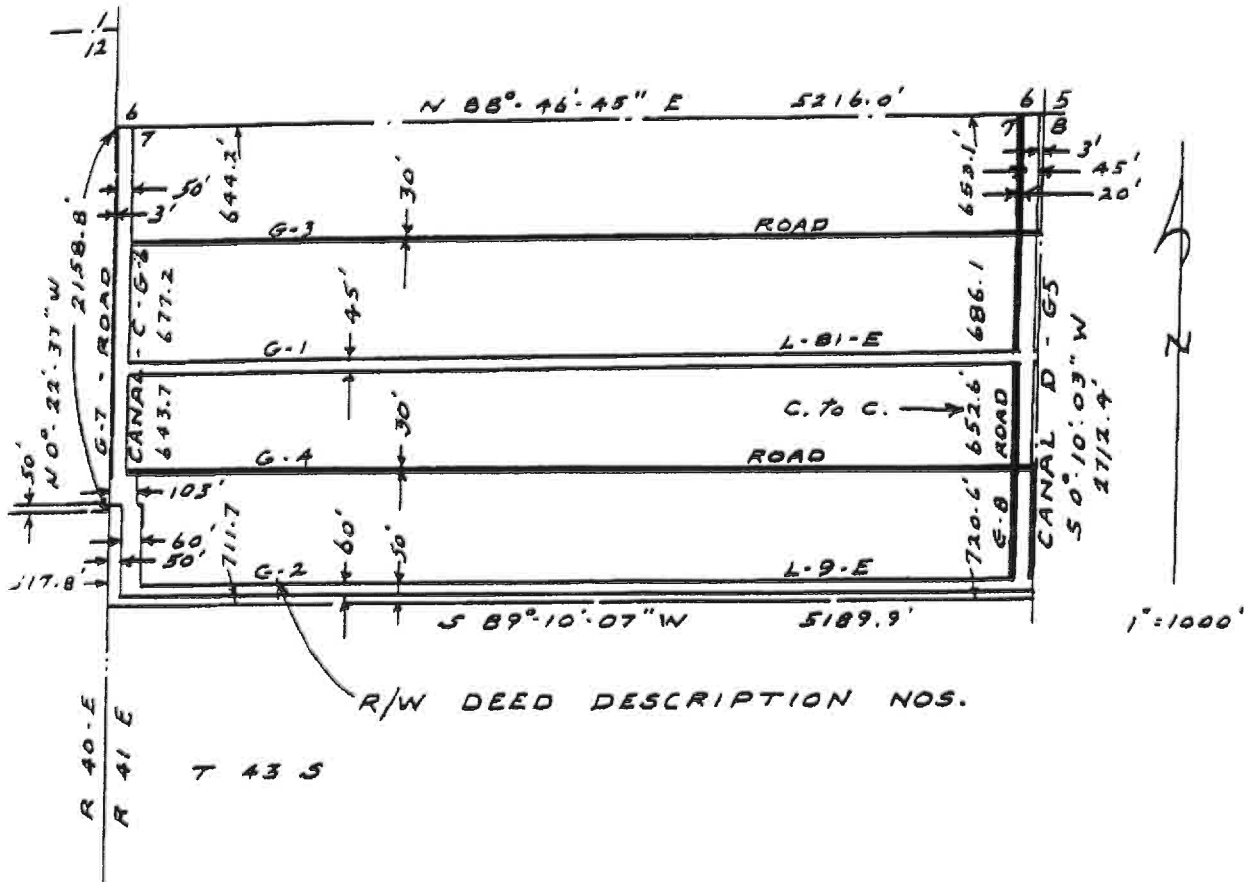 1
12
N 88°-46'-45" E 5216.0'
6
7
6 5
7 8
3'
45'
20'
50'
3'
644.2'
30'
653.1'
G-3 ROAD
N 0°-22'-37" W
2158.8'
G-7 - ROAD
CANAL - C-G-6
677.2
45'
686.1
G-1 L-81-E
CANAL D - G5
S 0°-10'-03" W
2712.4'
643.7
30'
C. TO C.
652.6'
G-8 ROAD
G-4 ROAD
50'
103'
60'
50'
711.7
60'
50'
720.6'
G-2 L-9-E
517.8'
S 89°-10'-07" W 5189.9'
1"=1000'
N
R/W DEED DESCRIPTION NOS.
R 40-E
R 41 E
T 43 S